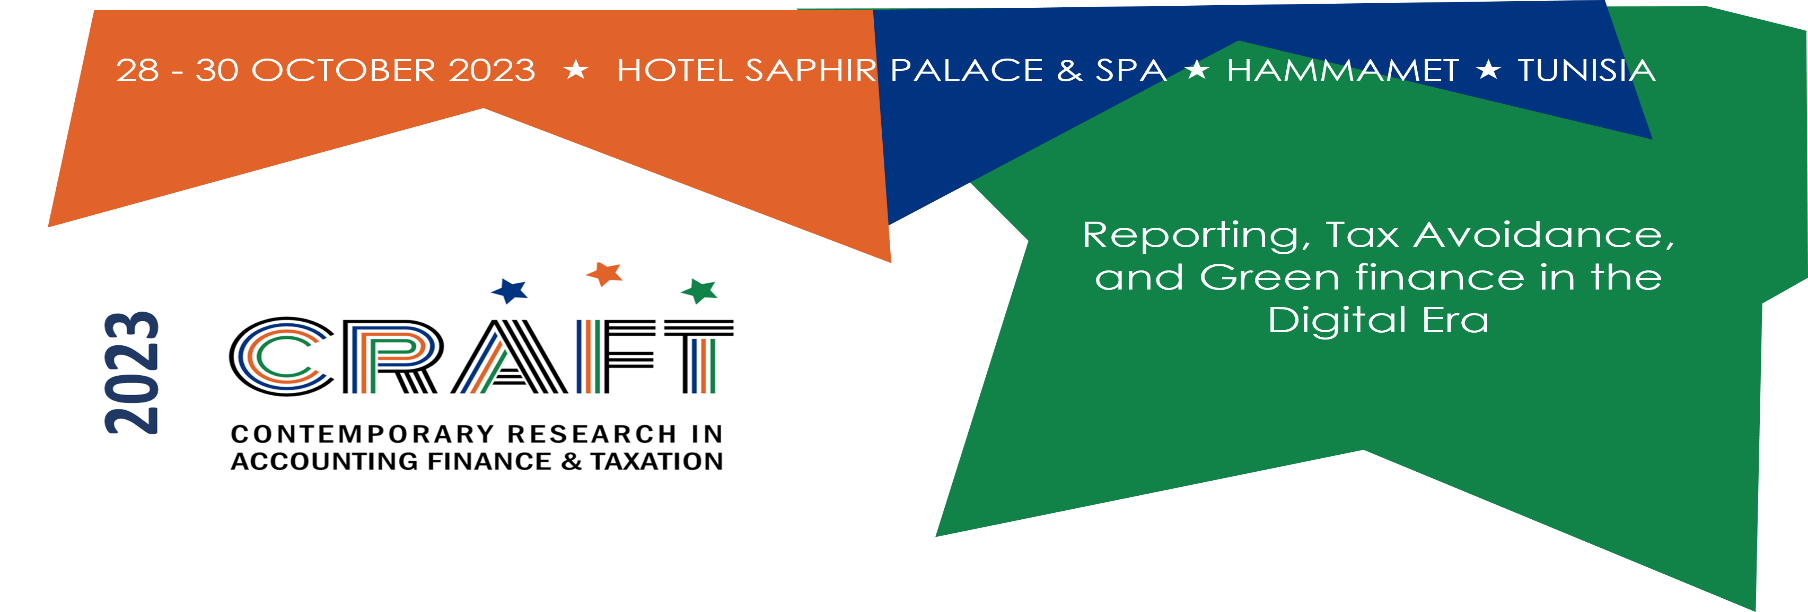 28 - 30 OCTOBER 2023 ★ HOTEL SAPHIR PALACE & SPA ★ HAMMAMET ★ TUNISIA
Reporting, Tax Avoidance,
and Green finance in the
Digital Era
2023
CRAFT
CONTEMPORARY RESEARCH IN
ACCOUNTING FINANCE & TAXATION